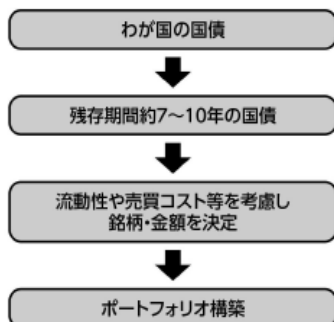 わが国の国債
残存期間約7～10年の国債
流動性や売買コスト等を考慮し
銘柄・金額を決定
ポートフォリオ構築